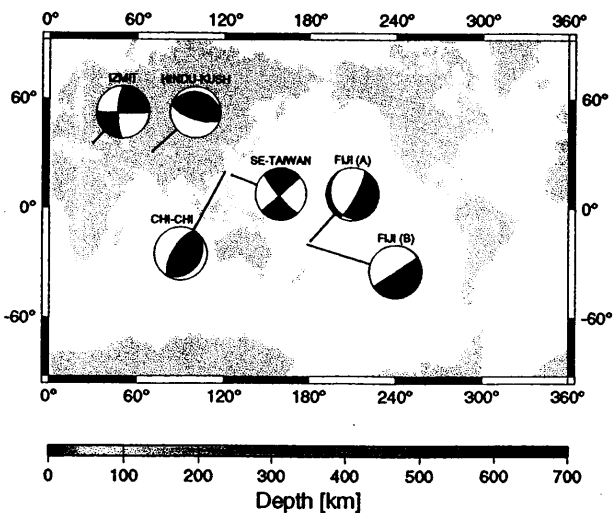 0° 60° 120° 180° 240° 300° 360°
IZMIT HINDU-KUSH
60° 60°
SE-TAIWAN FIJI (A)
0° 0°
CHI-CHI FIJI (B)
-60° -60°
0° 60° 120° 180° 240° 300° 360°
0 100 200 300 400 500 600 700
Depth [km]